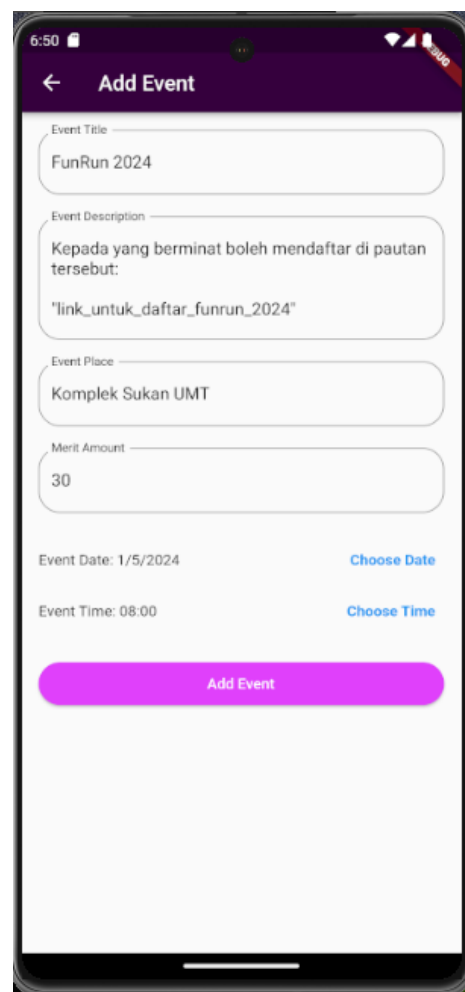 6:50
DEBUG
Add Event
Event Title
FunRun 2024
Event Description
Kepada yang berminat boleh mendaftar di pautan
tersebut:
"link_untuk_daftar_funrun_2024"
Event Place
Komplek Sukan UMT
Merit Amount
30
Event Date: 1/5/2024
Choose Date
Event Time: 08:00
Choose Time
Add Event